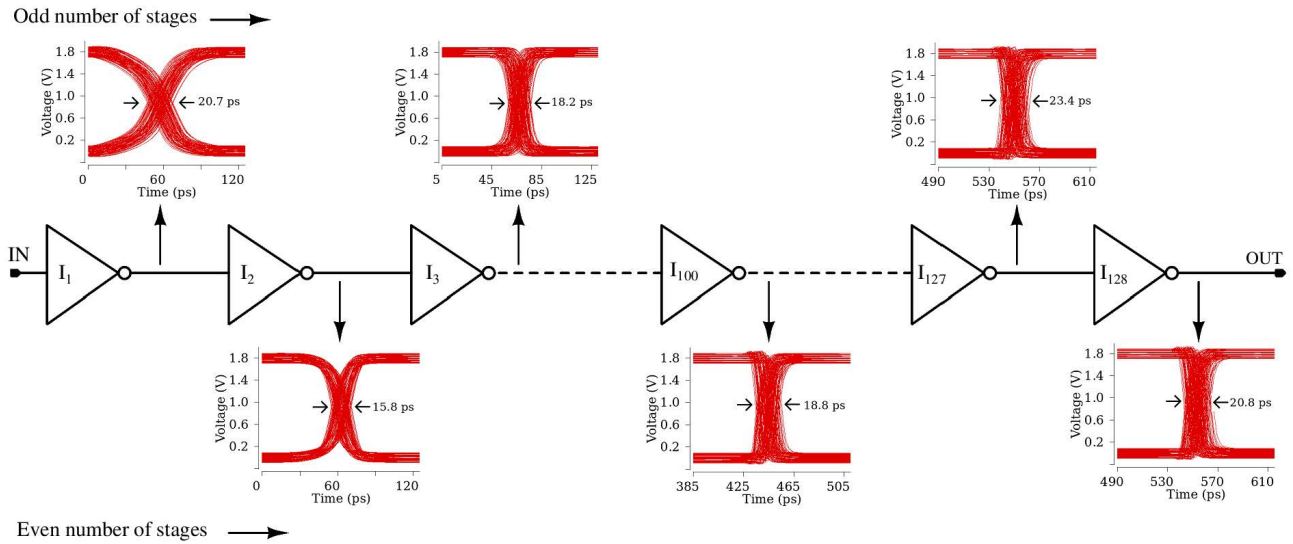 Odd number of stages
Voltage (V)
1.8
1.4
1.0
0.6
0.2
20.7 ps
0 60 120
Time (ps)
Voltage (V)
1.8
1.4
1.0
0.6
0.2
18.2 ps
5 45 85 125
Time (ps)
Voltage (V)
1.8
1.4
1.0
0.6
0.2
23.4 ps
490 530 570 610
Time (ps)
IN I1 I2 I3 I100 I127 I128 OUT
Voltage (V)
1.8
1.4
1.0
0.6
0.2
15.8 ps
0 60 120
Time (ps)
Voltage (V)
1.8
1.4
1.0
0.6
0.2
18.8 ps
385 425 465 505
Time (ps)
Voltage (V)
1.8
1.4
1.0
0.6
0.2
20.8 ps
490 530 570 610
Time (ps)
Even number of stages